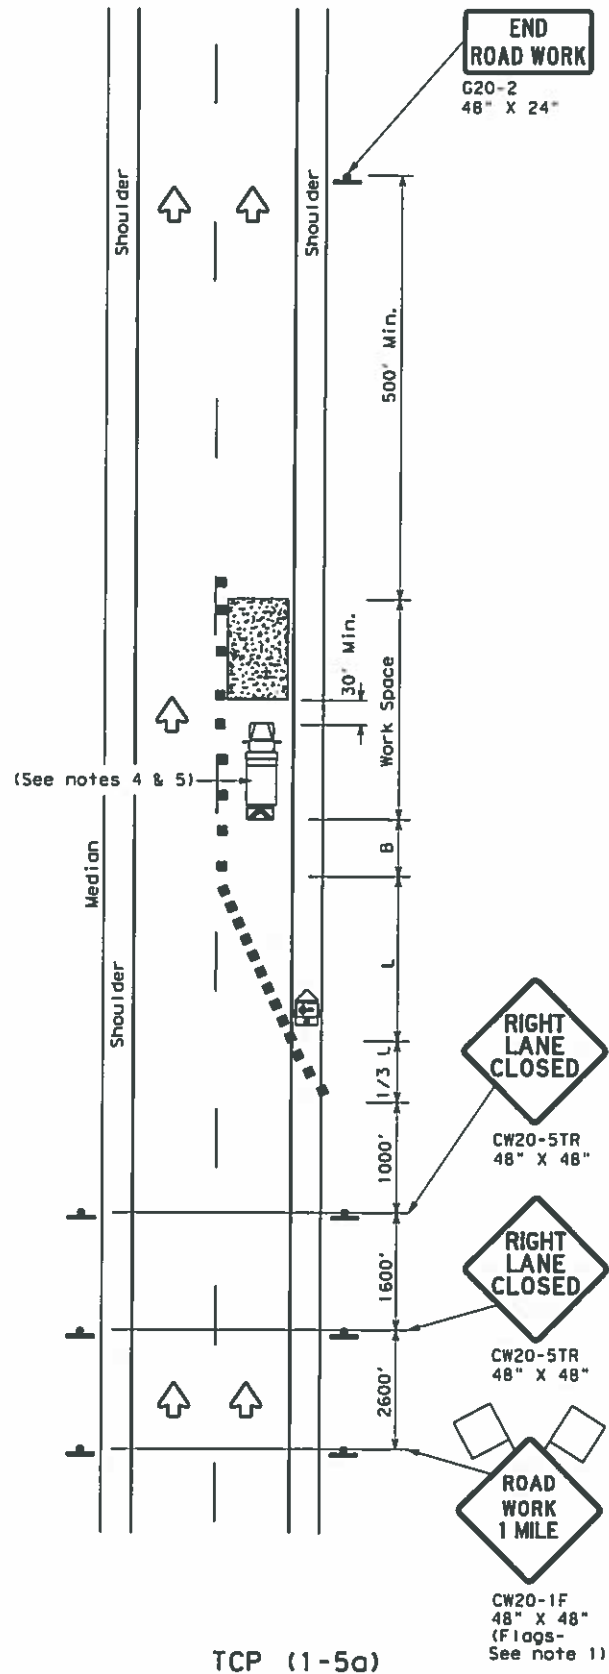 END
ROAD WORK
G20-2
48" X 24"
Shoulder
Shoulder
500' Min.
30' Min.
Work Space
(See notes 4 & 5)
B
Median
L
Shoulder
1/3 L
RIGHT
LANE
CLOSED
CW20-5TR
48" X 48"
1000'
1600'
RIGHT
LANE
CLOSED
CW20-5TR
48" X 48"
2600'
ROAD
WORK
1 MILE
CW20-1F
48" X 48"
(Flags-
See note 1)
TCP (1-5a)